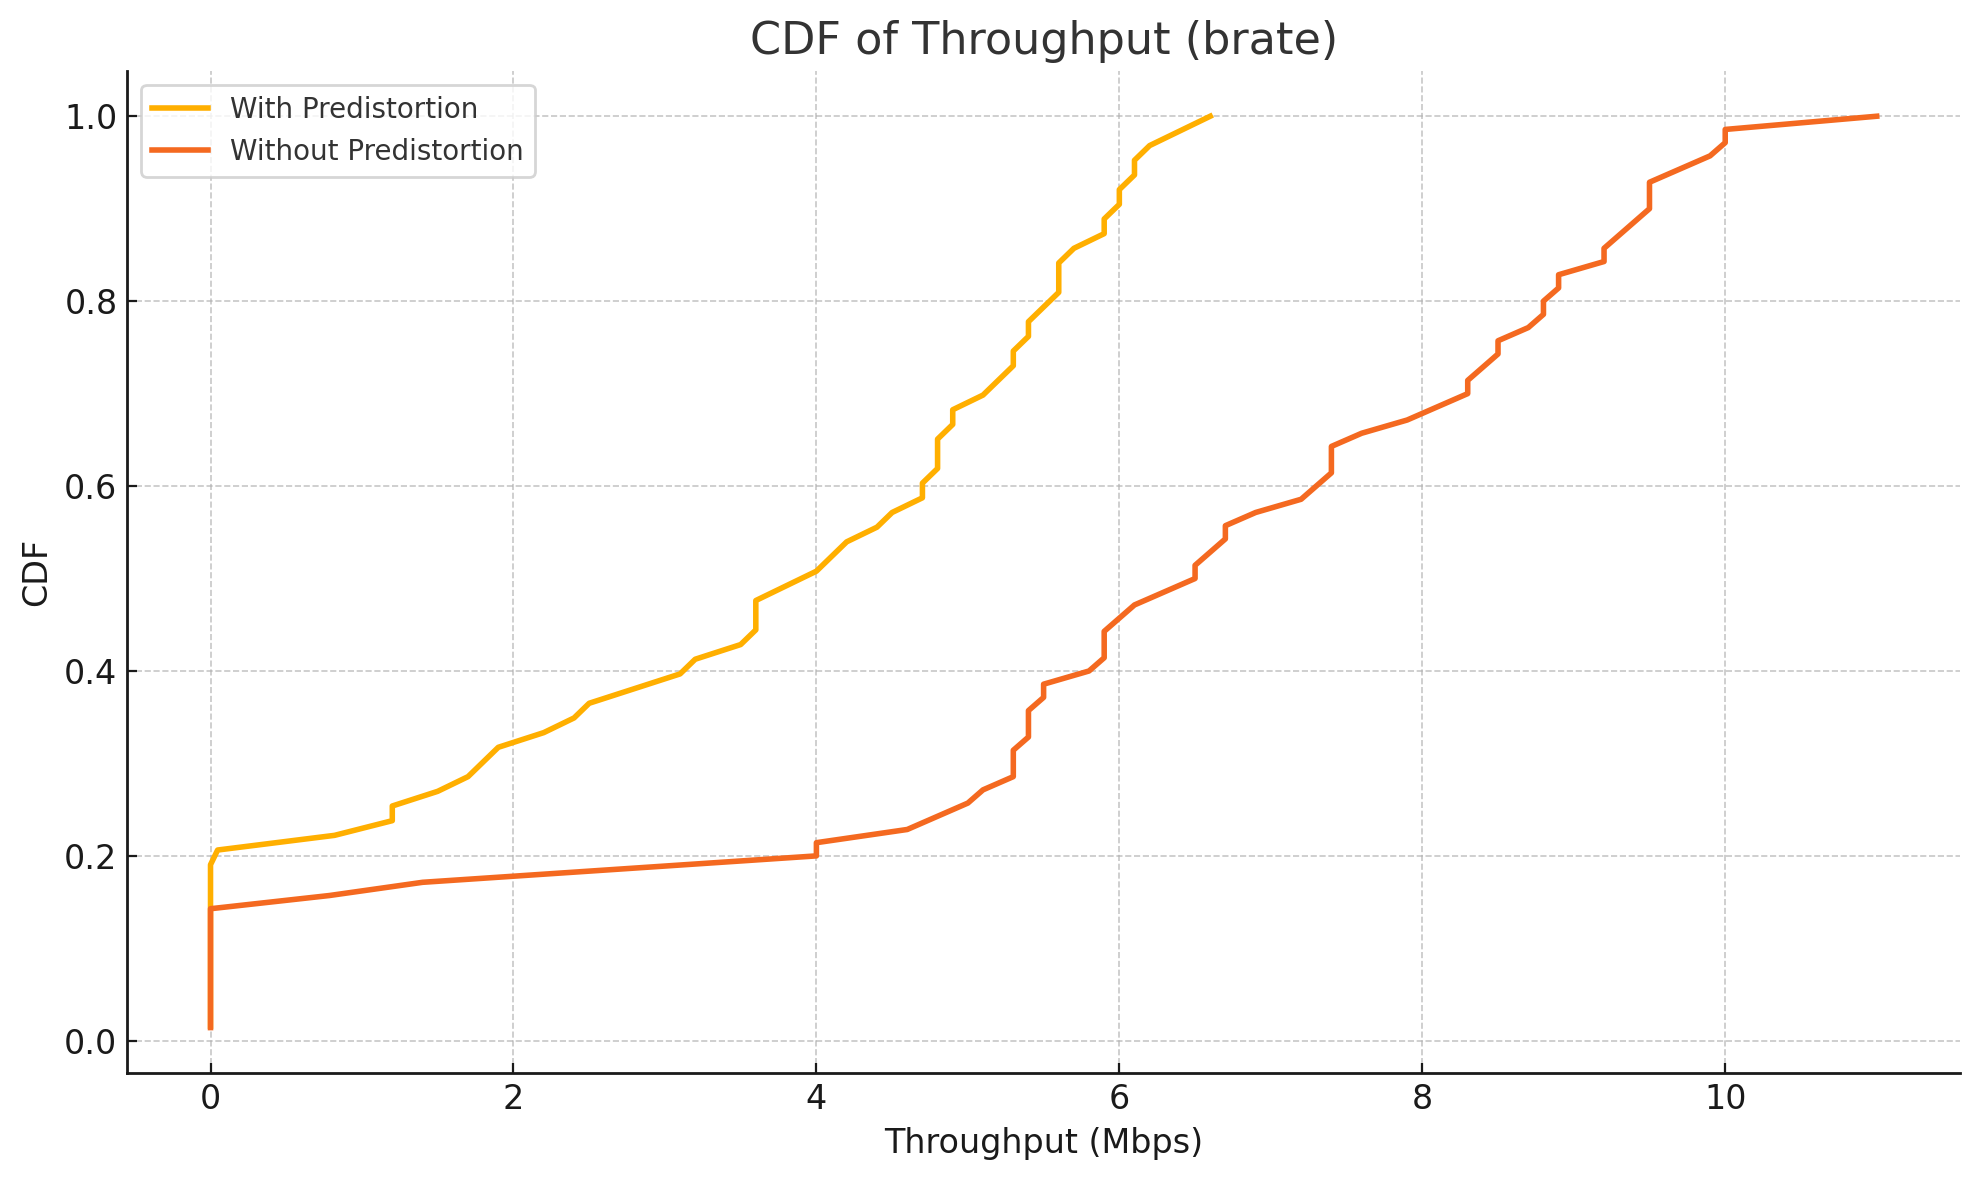 CDF of Throughput (brate)
With Predistortion
Without Predistortion
1.0
0.8
0.6
0.4
0.2
0.0
CDF
0 2 4 6 8 10
Throughput (Mbps)